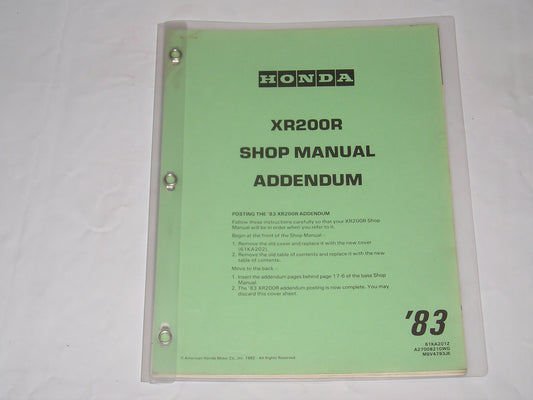 HONDA
XR200R
SHOP MANUAL
ADDENDUM
POSTING THE '83 XR200R ADDENDUM
Follow these instructions carefully so that your XR200R Shop
Manual will be in order when you refer to it.
Begin at the front of the Shop Manual -
1. Remove the old cover and replace it with the new cover
(61KA202).
2. Remove the old table of contents and replace it with the new
table of contents.
Move to the back -
1. Insert the addendum pages behind page 17-6 of the base Shop
Manual.
2. The '83 XR200R addendum posting is now complete. You may
discard this cover sheet.
'83
61KA201Z
A27008210WG
MSV4793JE
© American Honda Motor Co., Inc. 1982 - All Rights Reserved